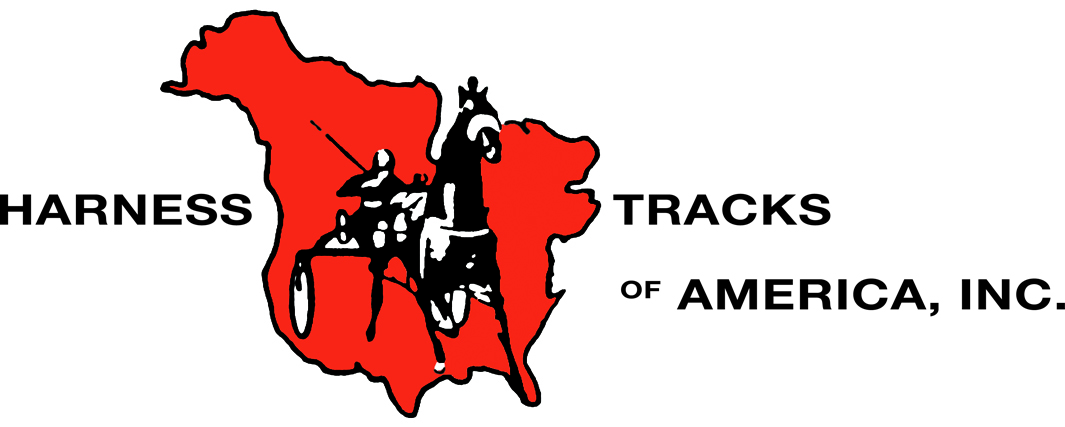 HARNESS TRACKS
OF AMERICA, INC.